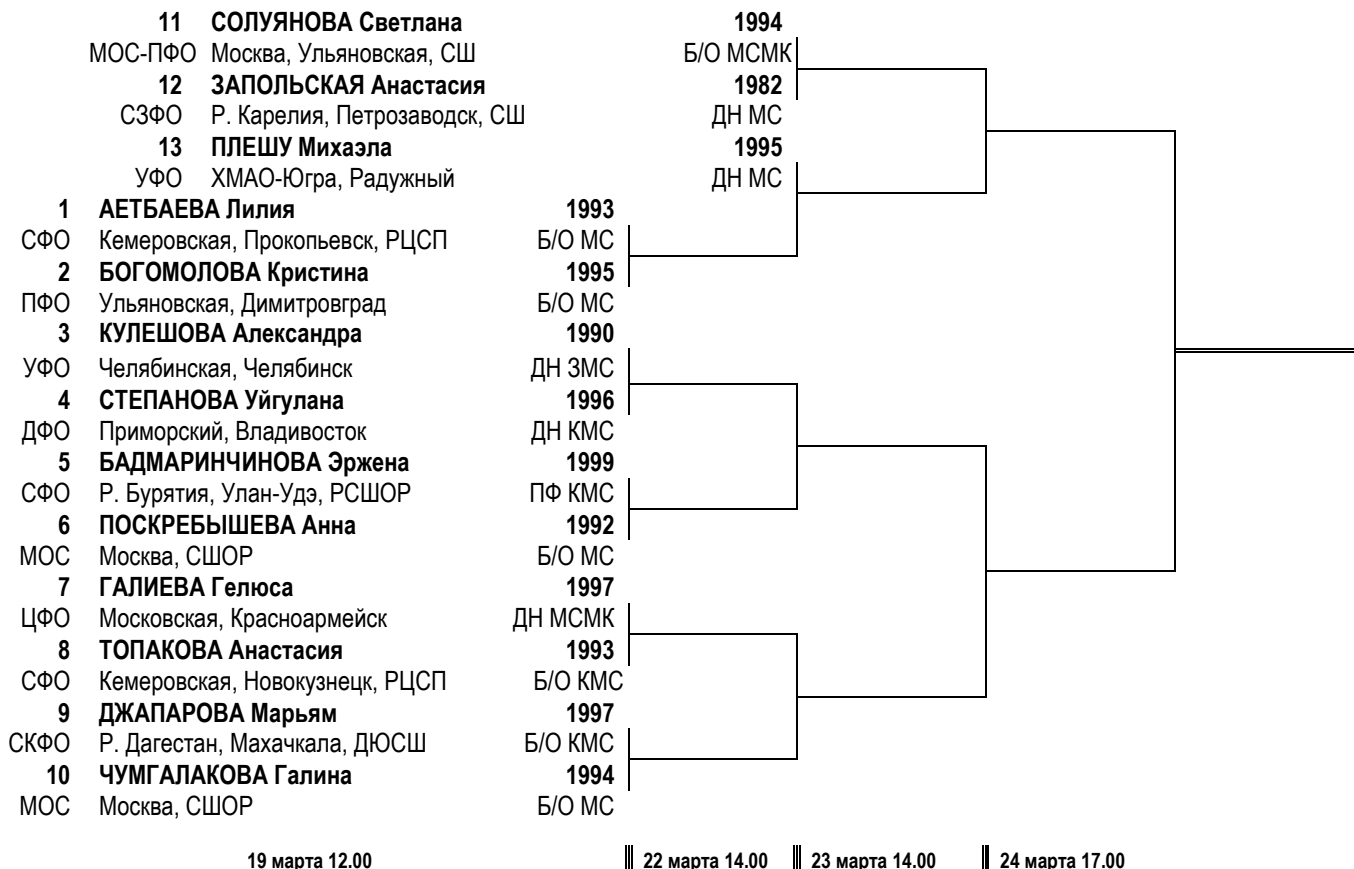 11 СОЛУЯНОВА Светлана 1994
МОС-ПФО Москва, Ульяновская, СШ Б/О МСМК
12 ЗАПОЛЬСКАЯ Анастасия 1982
СЗФО Р. Карелия, Петрозаводск, СШ ДН МС
13 ПЛЕШУ Михаэла 1995
УФО ХМАО-Югра, Радужный ДН МС
1 АЕТБАЕВА Лилия 1993
СФО Кемеровская, Прокопьевск, РЦСП Б/О МС
2 БОГОМОЛОВА Кристина 1995
ПФО Ульяновская, Димитровград Б/О МС
3 КУЛЕШОВА Александра 1990
УФО Челябинская, Челябинск ДН ЗМС
4 СТЕПАНОВА Уйгулана 1996
ДФО Приморский, Владивосток ДН КМС
5 БАДМАРИНЧИНОВА Эржена 1999
СФО Р. Бурятия, Улан-Удэ, РСШОР ПФ КМС
6 ПОСКРЕБЫШЕВА Анна 1992
МОС Москва, СШОР Б/О МС
7 ГАЛИЕВА Гелюса 1997
ЦФО Московская, Красноармейск ДН МСМК
8 ТОПАКОВА Анастасия 1993
СФО Кемеровская, Новокузнецк, РЦСП Б/О КМС
9 ДЖАПАРОВА Марьям 1997
СКФО Р. Дагестан, Махачкала, ДЮСШ Б/О КМС
10 ЧУМГАЛАКОВА Галина 1994
МОС Москва, СШОР Б/О МС
19 марта 12.00 22 марта 14.00 23 марта 14.00 24 марта 17.00